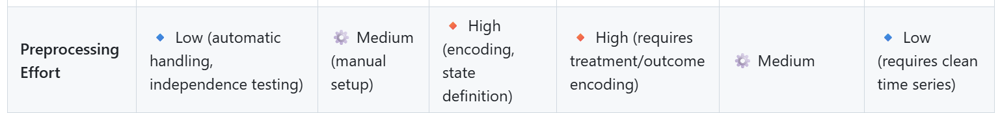 Preprocessing
Effort
🔹 Low (automatic
handling,
independence testing)
⚙️ Medium
(manual
setup)
🔸 High
(encoding,
state
definition)
🔸 High (requires
treatment/outcome
encoding)
⚙️ Medium
🔹 Low
(requires clean
time series)